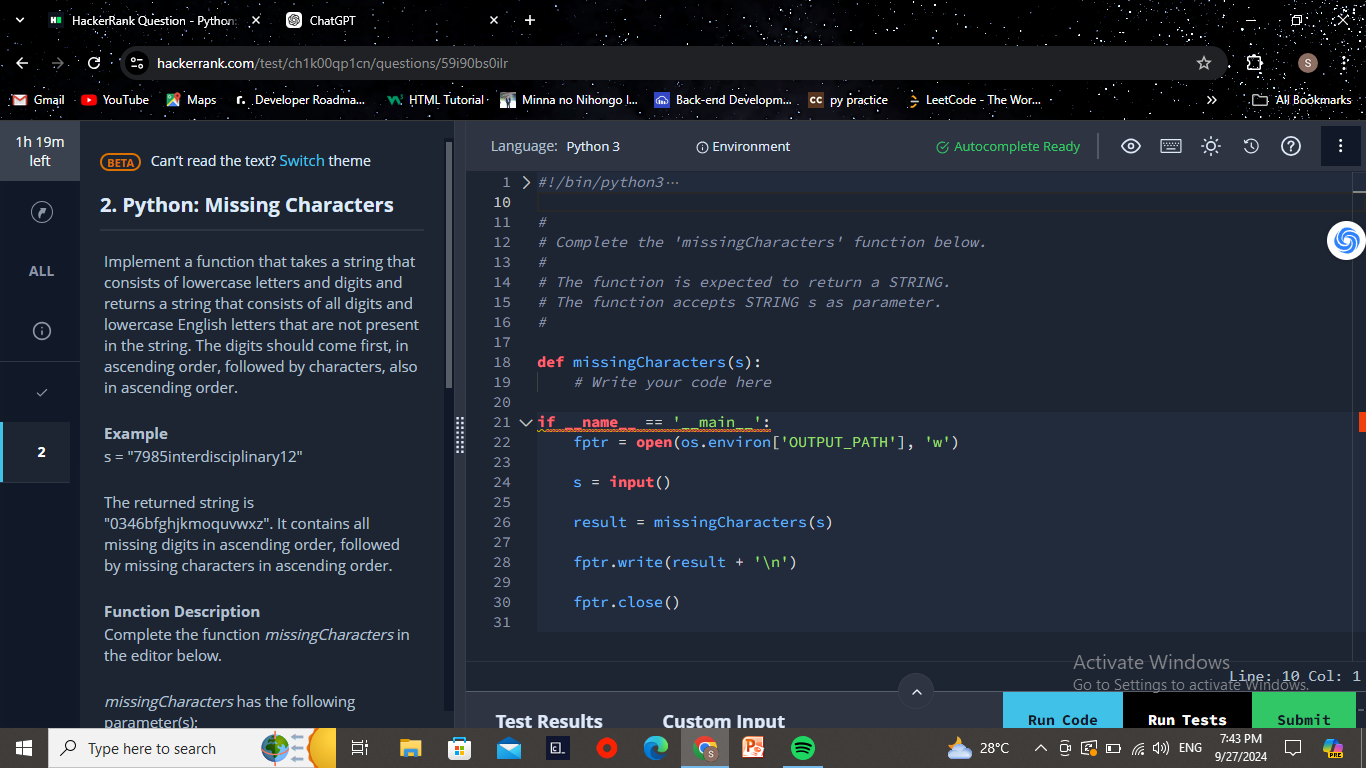 HackerRank Question - Python:
ChatGPT
hackerrank.com/test/ch1k00qp1cn/questions/59i90bs0ilr
S
Gmail
YouTube
Maps
r. Developer Roadma...
HTML Tutorial
Minna no Nihongo I...
Back-end Developm...
CC py practice
LeetCode - The Wor...
All Bookmarks
1h 19m
left
ALL
2
BETA Can't read the text? Switch theme
2. Python: Missing Characters
Implement a function that takes a string that
consists of lowercase letters and digits and
returns a string that consists of all digits and
lowercase English letters that are not present
in the string. The digits should come first, in
ascending order, followed by characters, also
in ascending order.
Example
s = "7985interdisciplinary12"
The returned string is
"0346bfghjkmoquvwxz". It contains all
missing digits in ascending order, followed
by missing characters in ascending order.
Function Description
Complete the function missingCharacters in
the editor below.
missingCharacters has the following
parameter(s):
Language: Python 3
Environment
Autocomplete Ready
1 #!/bin/python3⋯
10
11 #
12 # Complete the 'missingCharacters' function below.
13 #
14 # The function is expected to return a STRING.
15 # The function accepts STRING s as parameter.
16 #
17
18 def missingCharacters(s):
19 # Write your code here
20
21 if __name__ == '__main__':
22 fptr = open(os.environ['OUTPUT_PATH'], 'w')
23
24 s = input()
25
26 result = missingCharacters(s)
27
28 fptr.write(result + '\n')
29
30 fptr.close()
31
Activate Windows
Go to Settings to activate Windows.
Line: 10 Col: 1
Test Results
Custom Input
Run Code
Run Tests
Submit
Type here to search
28°C
ENG
7:43 PM
9/27/2024